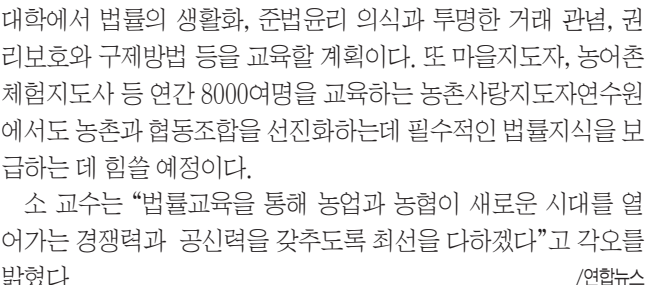 대학에서 법률의 생활화, 준법윤리 의식과 투명한 거래 관념, 권
리보호와 구제방법 등을 교육할 계획이다. 또 마을지도자, 농어촌
체험지도사 등 연간 8000여명을 교육하는 농촌사랑지도자연수원
에서도 농촌과 협동조합을 선진화하는데 필수적인 법률지식을 보
급하는 데 힘쓸 예정이다.
소 교수는 “법률교육을 통해 농업과 농협이 새로운 시대를 열
어가는 경쟁력과 공신력을 갖추도록 최선을 다하겠다”고 각오를
밝혔다 /연합뉴스